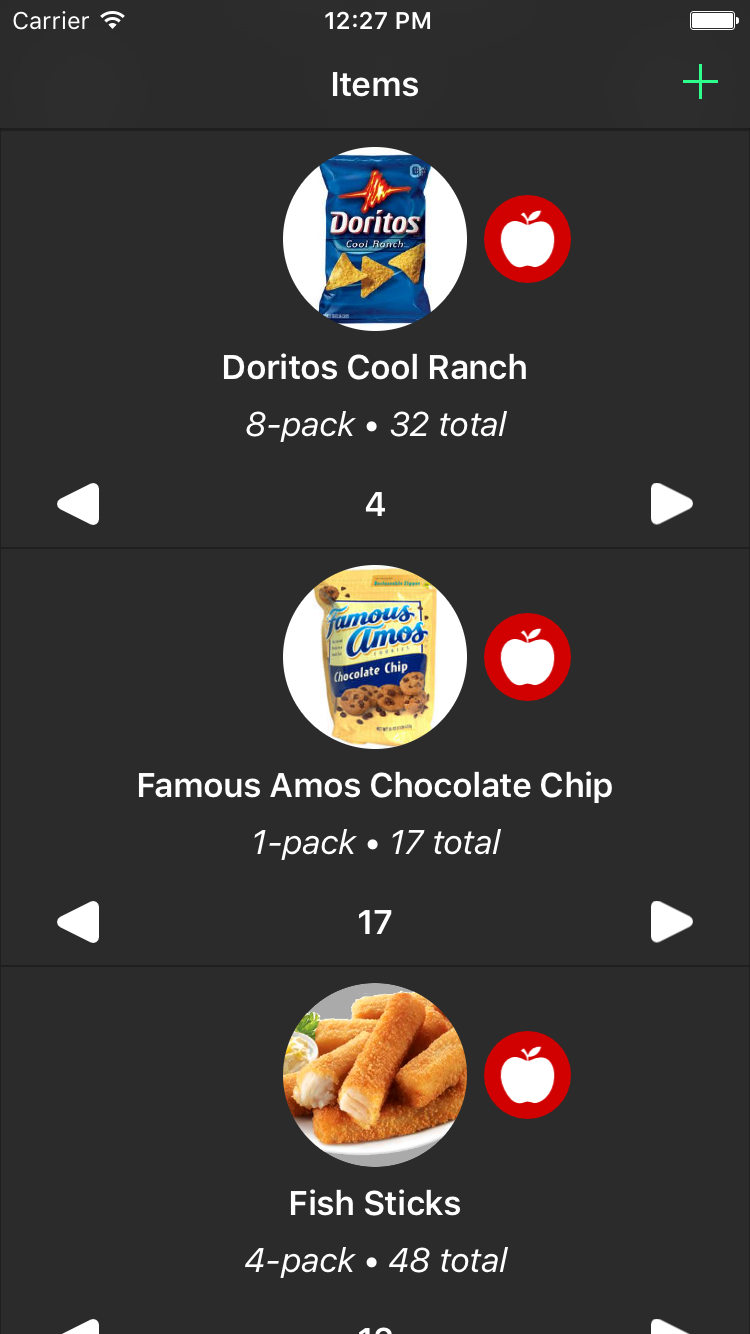 Carrier 12:27 PM
Items
Doritos
Cool Ranch
Doritos Cool Ranch
8-pack • 32 total
4
Famous
Amos
COOKIES
Chocolate Chip
Famous Amos Chocolate Chip
1-pack • 17 total
17
Fish Sticks
4-pack • 48 total